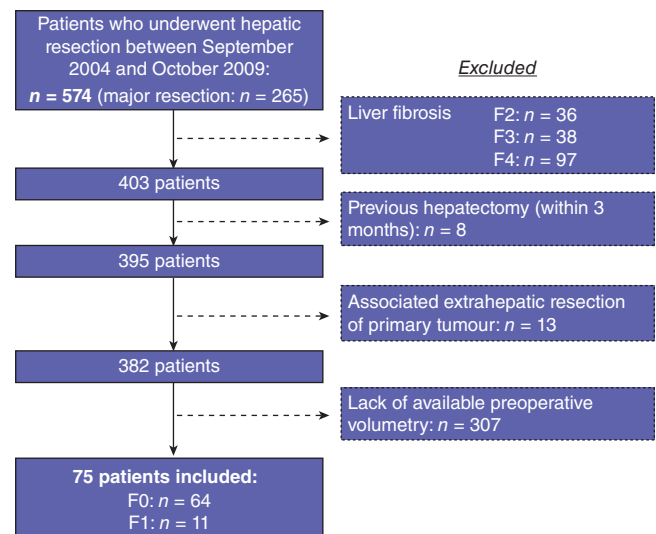 Patients who underwent hepatic
resection between September
2004 and October 2009:
n = 574 (major resection: n = 265)
Excluded
Liver fibrosis F2: n = 36
F3: n = 38
F4: n = 97
403 patients
Previous hepatectomy (within 3
months): n = 8
395 patients
Associated extrahepatic resection
of primary tumour: n = 13
382 patients
Lack of available preoperative
volumetry: n = 307
75 patients included:
F0: n = 64
F1: n = 11